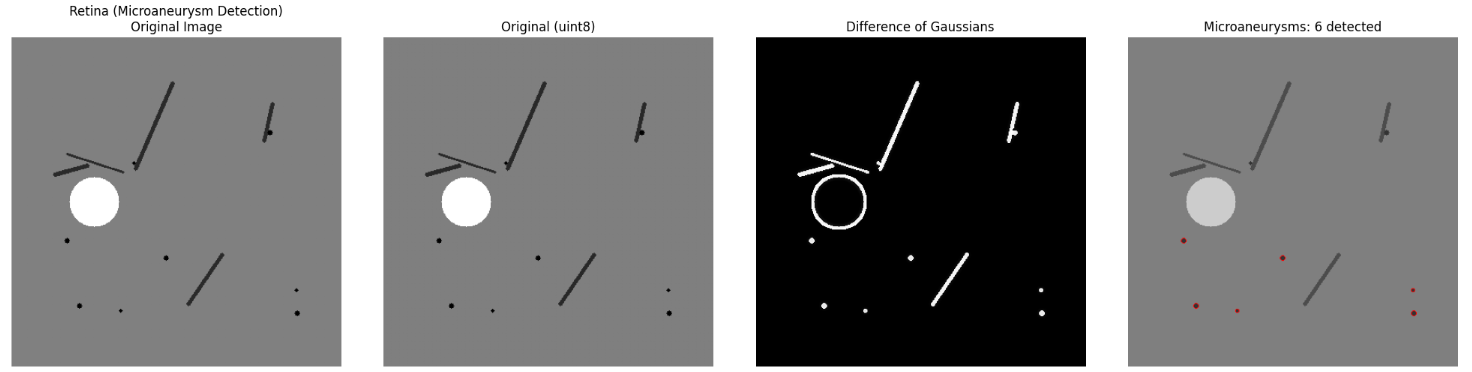 Retina (Microaneurysm Detection)
Original Image
Original (uint8)
Difference of Gaussians
Microaneurysms: 6 detected